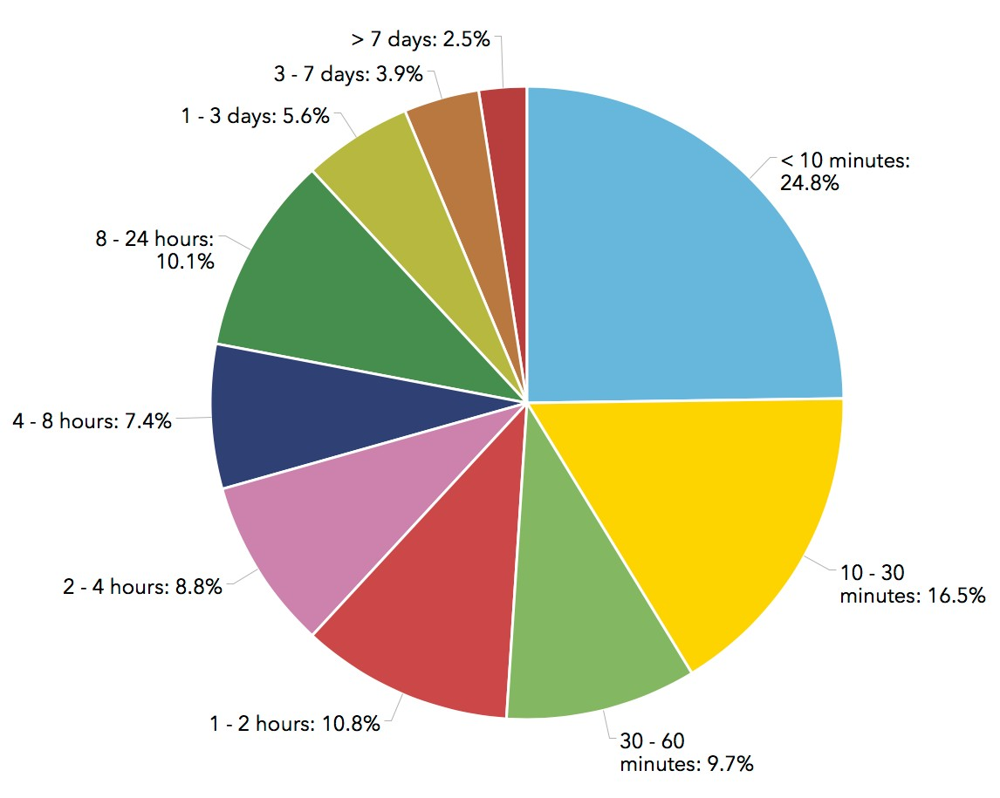 > 7 days: 2.5%
3 - 7 days: 3.9%
1 - 3 days: 5.6%
< 10 minutes:
24.8%
8 - 24 hours:
10.1%
4 - 8 hours: 7.4%
10 - 30
minutes: 16.5%
2 - 4 hours: 8.8%
1 - 2 hours: 10.8%
30 - 60
minutes: 9.7%